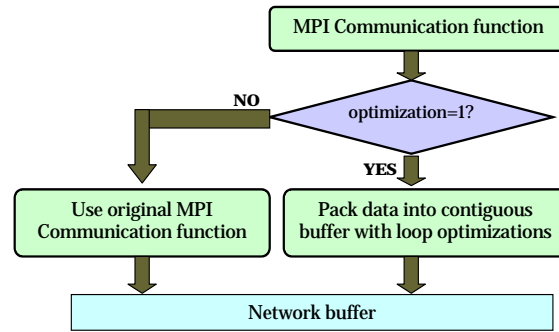 MPI Communication function
NO
optimization=1?
YES
Use original MPI
Communication function
Pack data into contiguous
buffer with loop optimizations
Network buffer